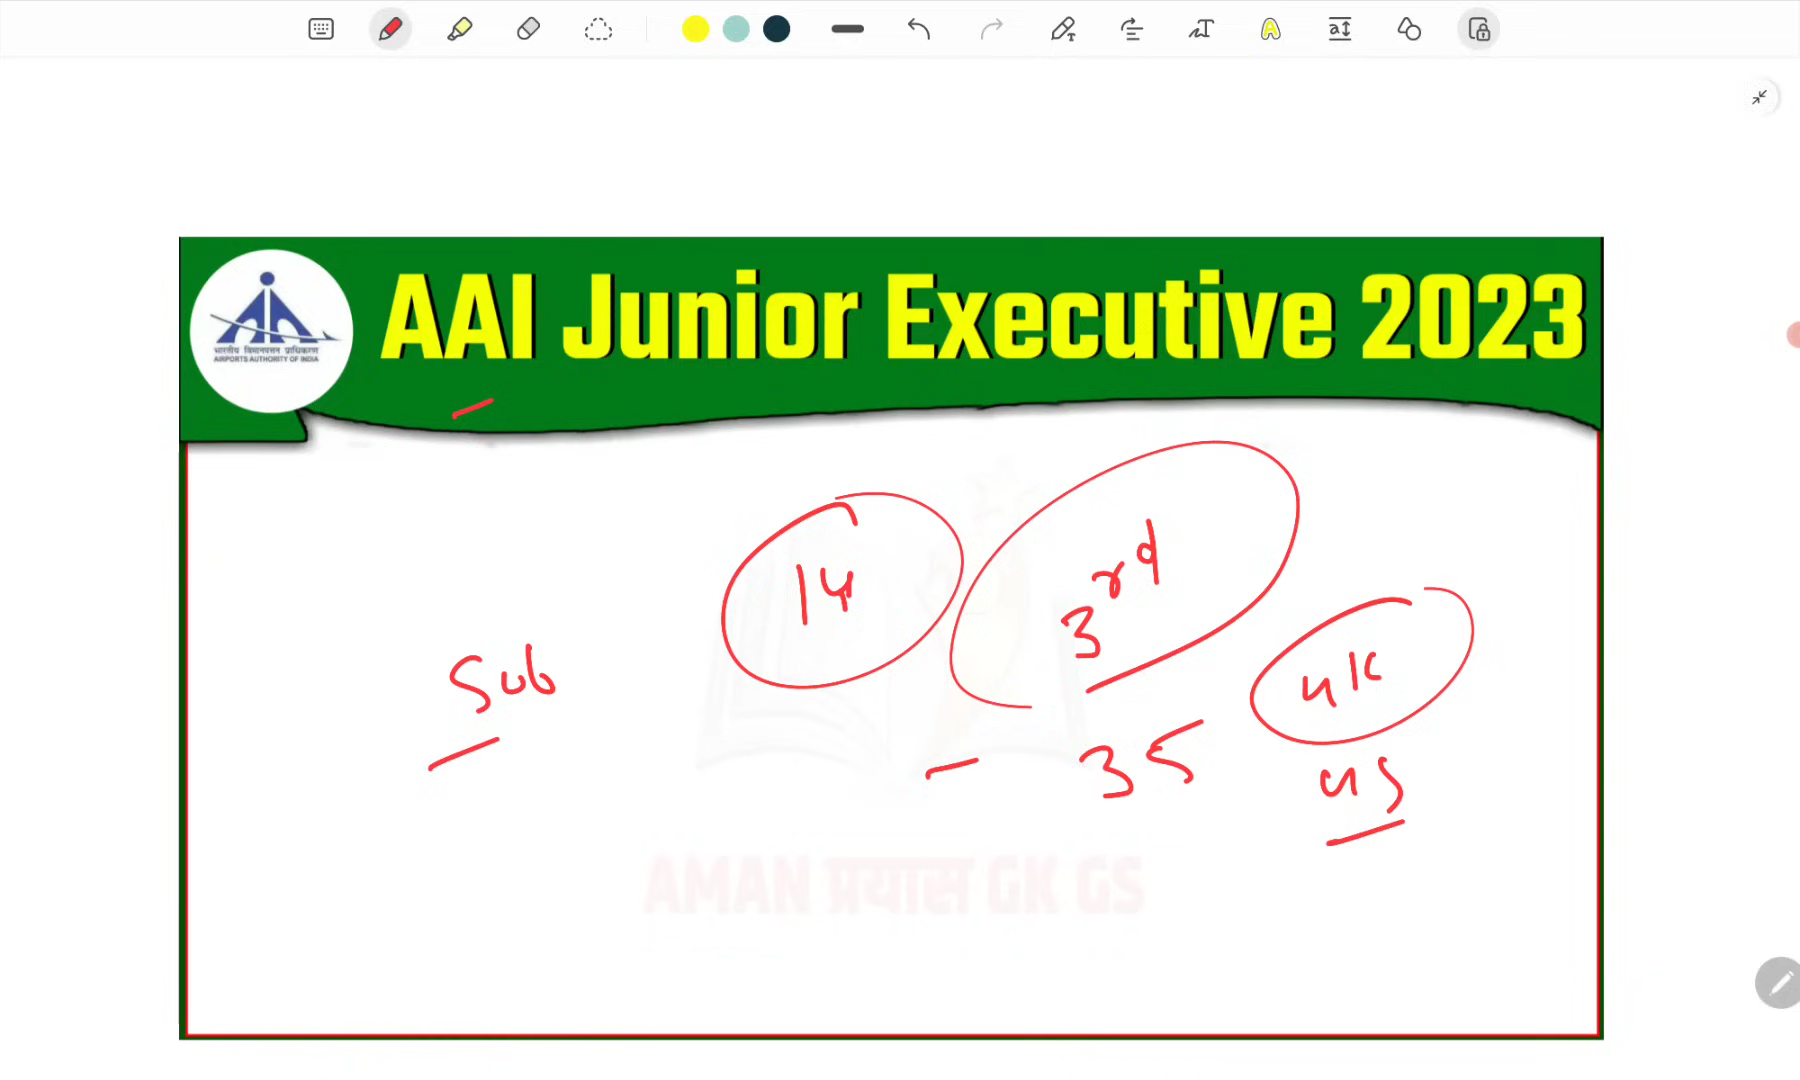 AAI Junior Executive 2023
भारतीय विमानपत्तन प्राधिकरण
AIRPORTS AUTHORITY OF INDIA
14
3rd
4K
Sub
35
45
AMAN प्रयास GK GS